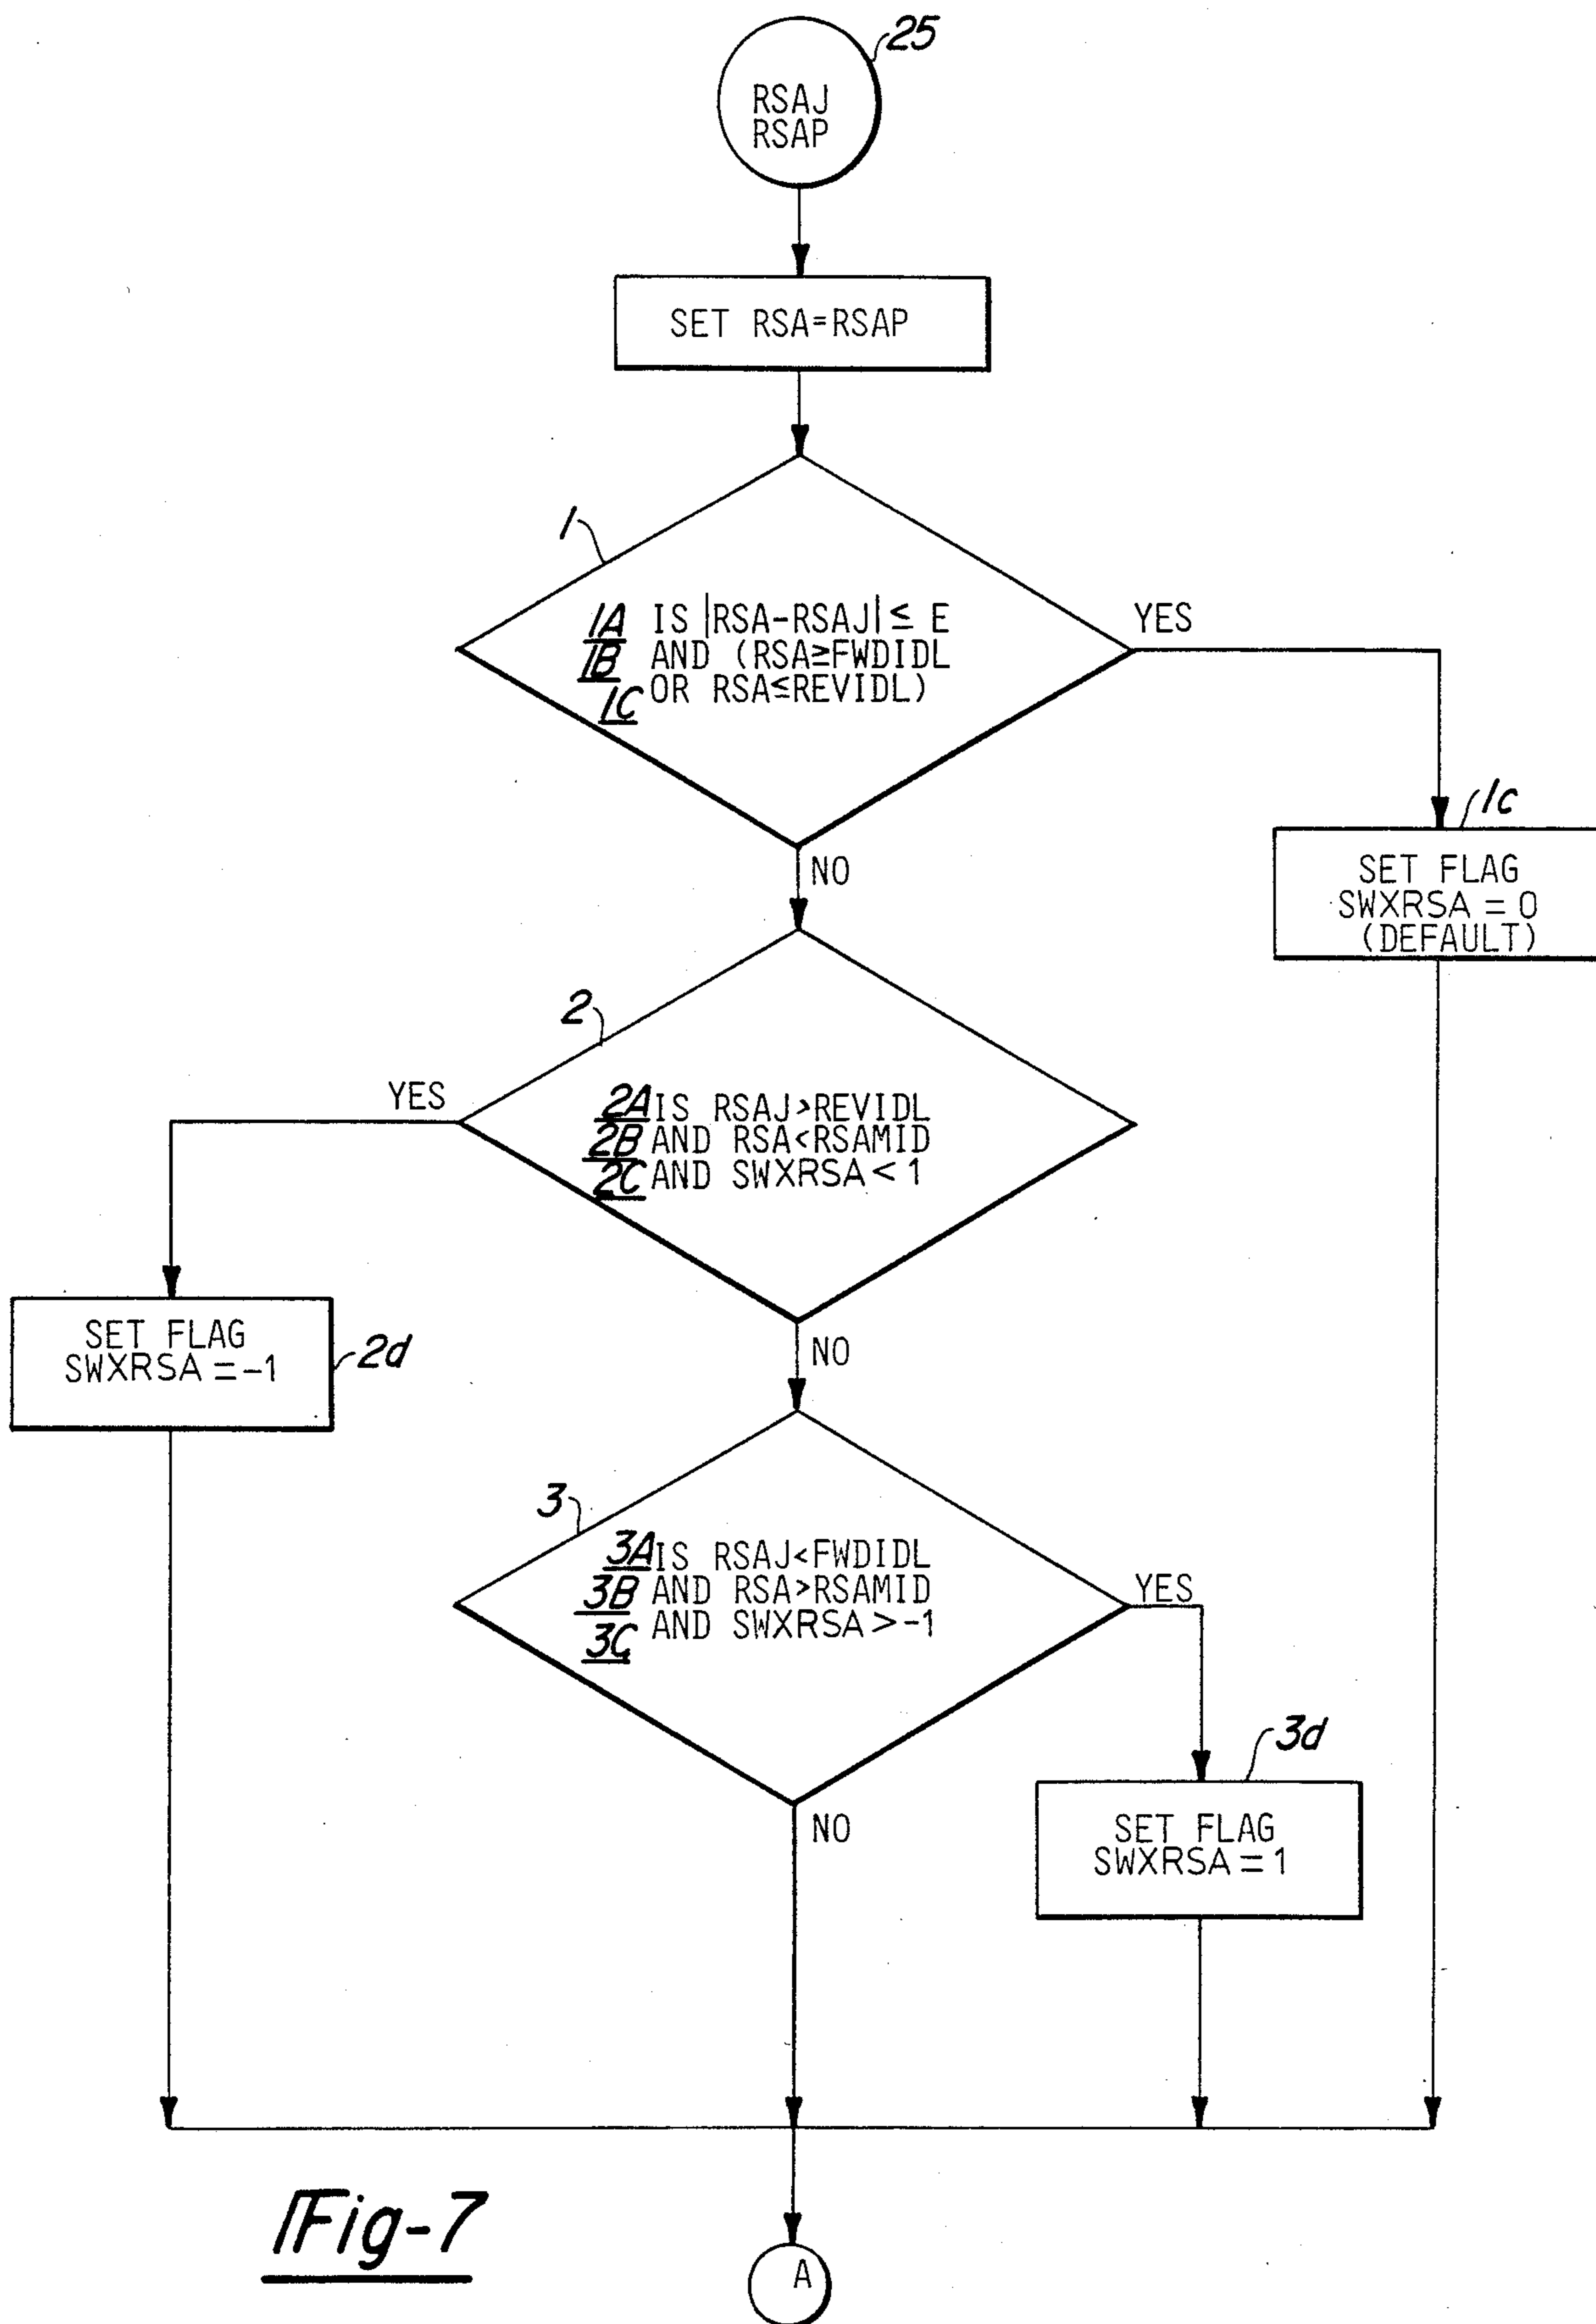 25
RSAJ
RSAP
SET RSA=RSAP
1
1A IS |RSA-RSAJ| ≤ E
1B AND (RSA≥FWDIDL
1C OR RSA≤REVIDL)
YES
NO
1c
SET FLAG
SWXRSA = 0
(DEFAULT)
2
YES
2A IS RSAJ>REVIDL
2B AND RSA<RSAMID
2C AND SWXRSA < 1
NO
SET FLAG
SWXRSA = -1
2d
3
3A IS RSAJ<FWDIDL
3B AND RSA>RSAMID
3C AND SWXRSA > -1
YES
NO
3d
SET FLAG
SWXRSA = 1
Fig-7
A